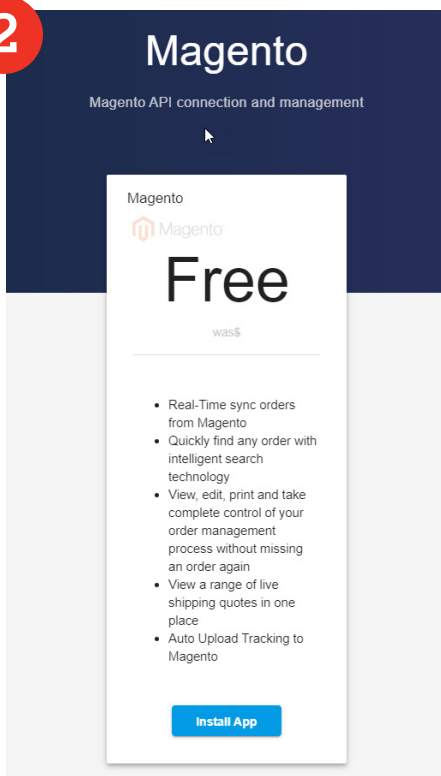 2
Magento
Magento API connection and management
Magento
Magento
Free
was$
• Real-Time sync orders
from Magento
• Quickly find any order with
intelligent search
technology
• View, edit, print and take
complete control of your
order management
process without missing
an order again
• View a range of live
shipping quotes in one
place
• Auto Upload Tracking to
Magento
Install App